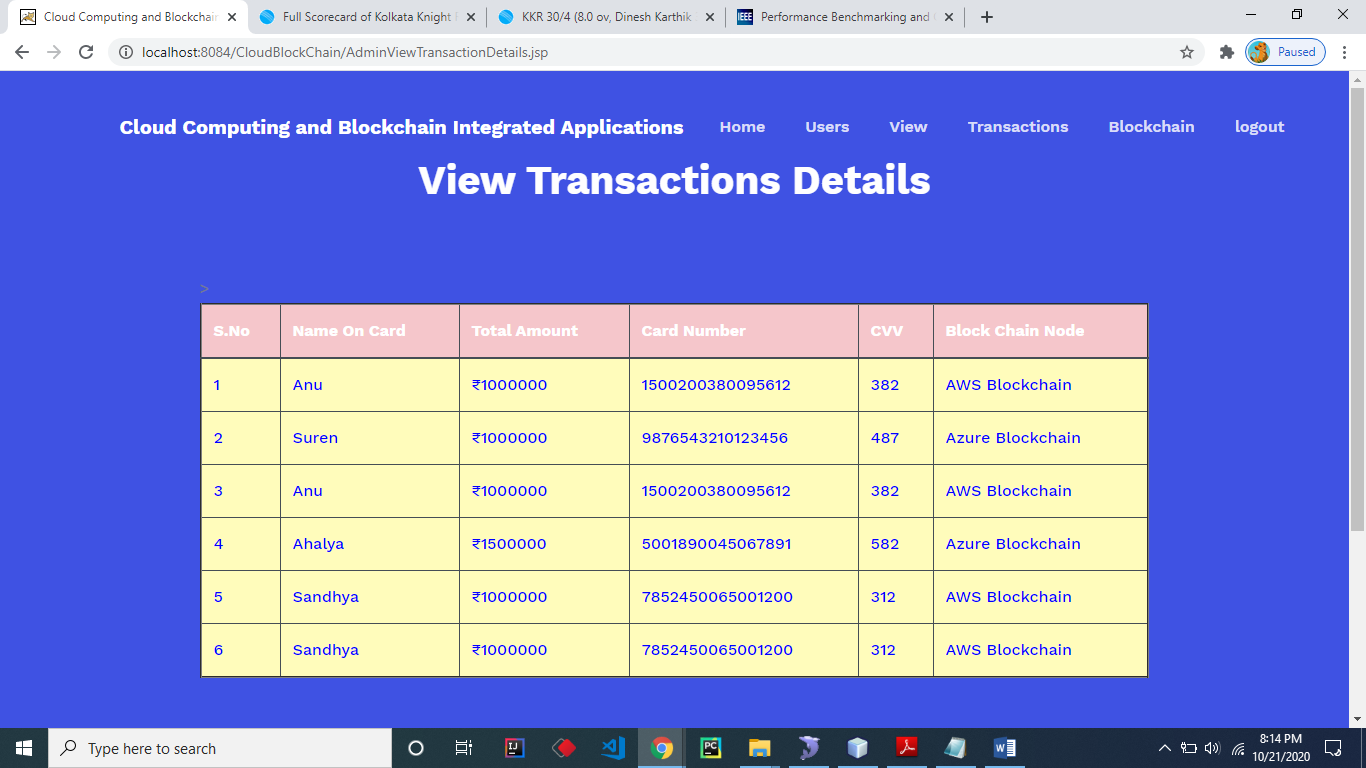 Cloud Computing and Blockchain
Full Scorecard of Kolkata Knight
KKR 30/4 (8.0 ov, Dinesh Karthik
IEEE Performance Benchmarking and
localhost:8084/CloudBlockChain/AdminViewTransactionDetails.jsp
Paused
Cloud Computing and Blockchain Integrated Applications Home Users View Transactions Blockchain logout
View Transactions Details
>
S.No Name On Card Total Amount Card Number CVV Block Chain Node
1 Anu ₹1000000 1500200380095612 382 AWS Blockchain
2 Suren ₹1000000 9876543210123456 487 Azure Blockchain
3 Anu ₹1000000 1500200380095612 382 AWS Blockchain
4 Ahalya ₹1500000 5001890045067891 582 Azure Blockchain
5 Sandhya ₹1000000 7852450065001200 312 AWS Blockchain
6 Sandhya ₹1000000 7852450065001200 312 AWS Blockchain
Type here to search
IJ
PC
W
8:14 PM
10/21/2020